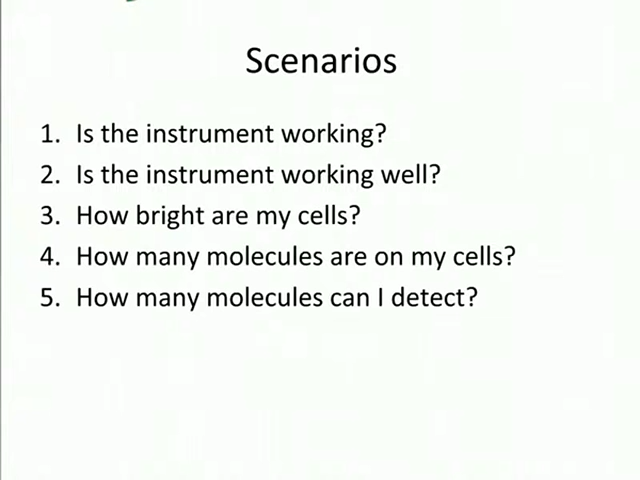 Scenarios
1. Is the instrument working?
2. Is the instrument working well?
3. How bright are my cells?
4. How many molecules are on my cells?
5. How many molecules can I detect?